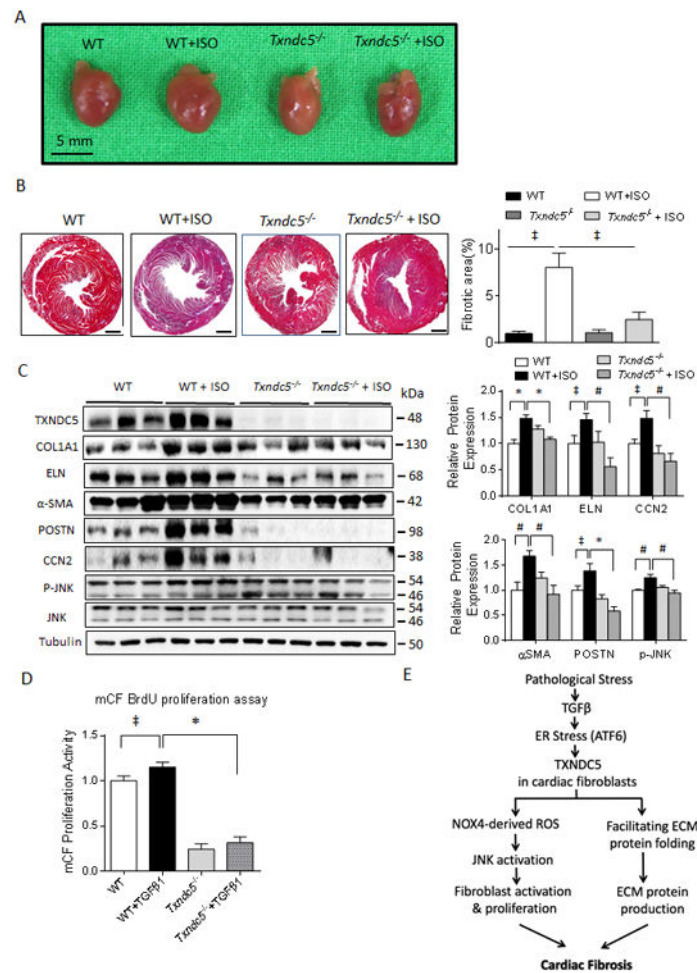 A
WT
WT+ISO
Txndc5-/-
Txndc5-/- +ISO
5 mm
B
WT
WT+ISO
Txndc5-/-
Txndc5-/- + ISO
WT
WT+ISO
Txndc5-/-
Txndc5-/- + ISO
Fibrotic area(%)
10
5
0
‡
‡
C
WT
WT + ISO
Txndc5-/-
Txndc5-/- + ISO
kDa
TXNDC5
48
COL1A1
130
ELN
68
α-SMA
42
POSTN
98
CCN2
38
P-JNK
54
46
JNK
54
46
Tubulin
50
WT
WT+ISO
Txndc5-/-
Txndc5-/- + ISO
Relative Protein
Expression
2.0
1.5
1.0
0.5
0.0
* *
‡ #
‡ #
COL1A1
ELN
CCN2
Relative Protein
Expression
2.0
1.5
1.0
0.5
0.0
# #
‡ *
# #
αSMA
POSTN
p-JNK
D
mCF BrdU proliferation assay
mCF Proliferation Activity
1.5
1.0
0.5
0.0
‡
*
WT
WT+TGFβ1
Txndc5-/-
Txndc5-/-+TGFβ1
E
Pathological Stress
TGFβ
ER Stress (ATF6)
TXNDC5
in cardiac fibroblasts
NOX4-derived ROS
JNK activation
Fibroblast activation
& proliferation
Facilitating ECM
protein folding
ECM protein
production
Cardiac Fibrosis